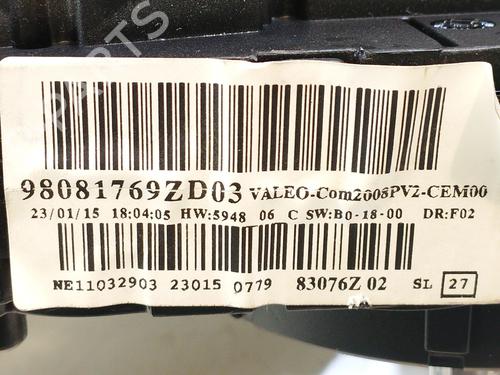 98081769ZD03 VALEO-Com2008PV2-CEM00
23/01/15 18:04:05 HW:5948 06 C SW:B0-18-00 DR:F02
NE11032903 23015 0779 83076Z 02 SL 27